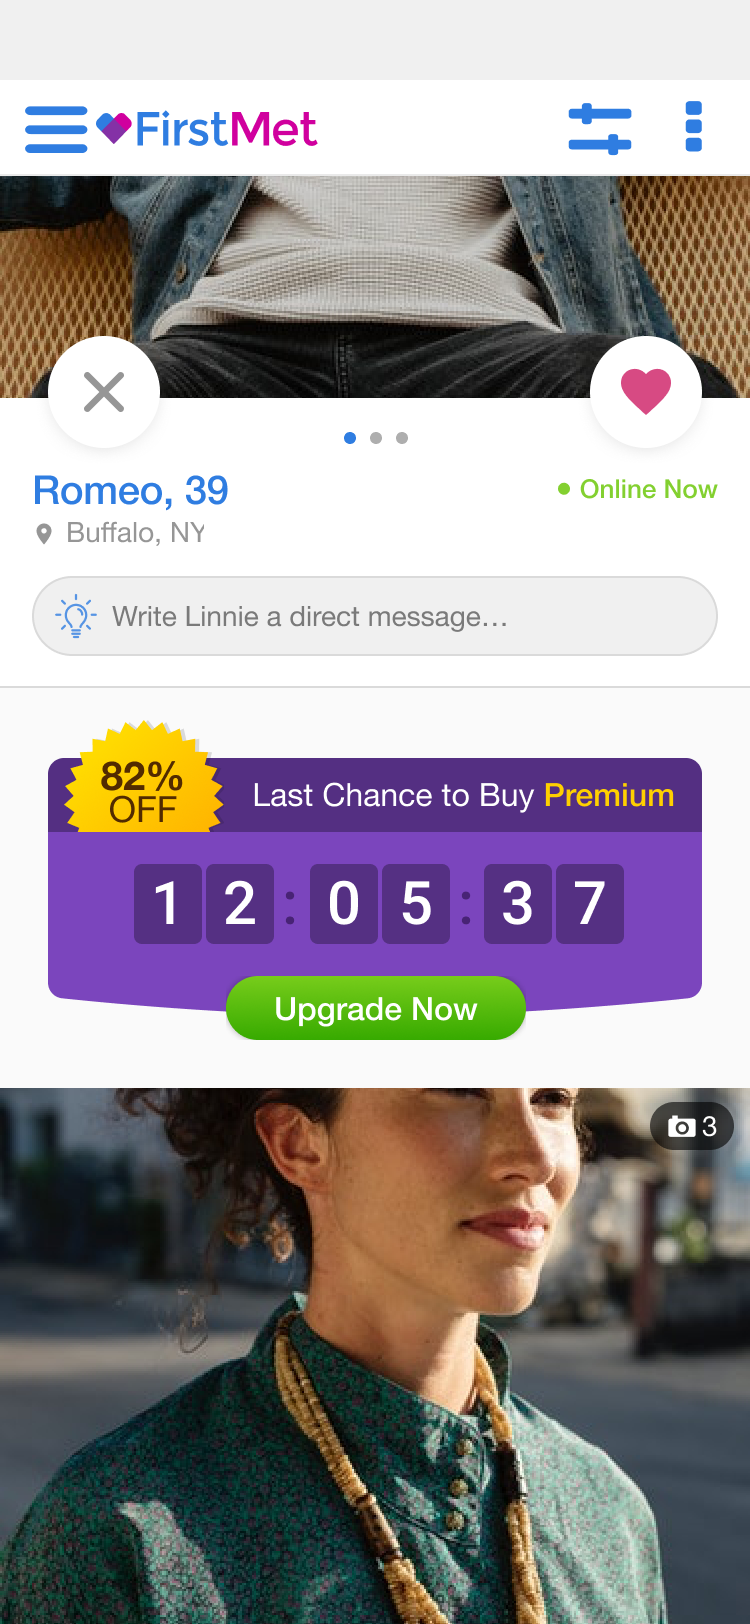 FirstMet
Romeo, 39
Online Now
Buffalo, NY
Write Linnie a direct message...
82%
OFF
Last Chance to Buy Premium
12:05:37
Upgrade Now
3